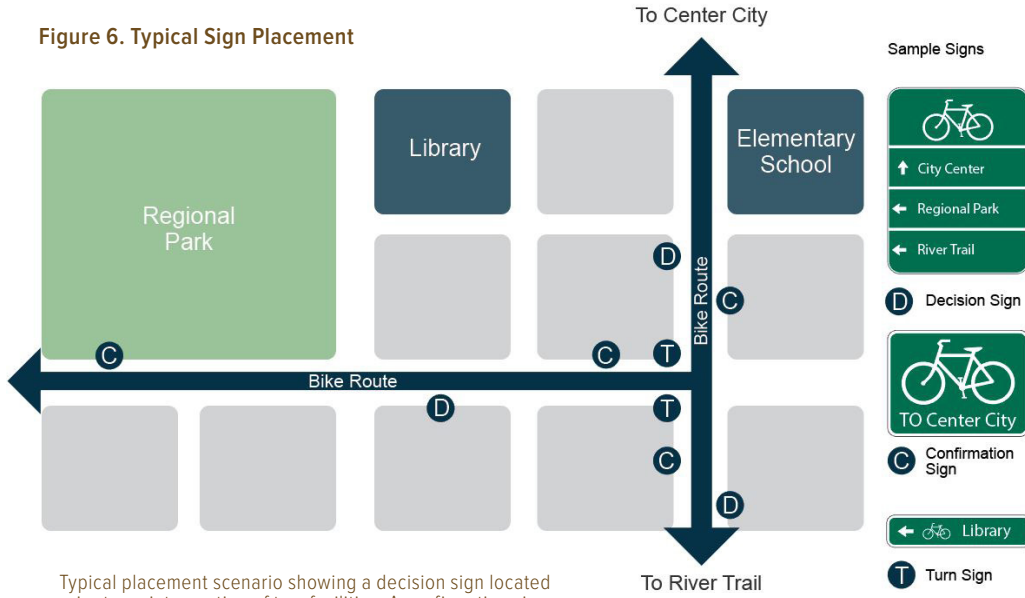 Figure 6. Typical Sign Placement
To Center City
Sample Signs
Regional
Park
Library
Elementary
School
City Center
Regional Park
River Trail
D
C
Bike Route
D Decision Sign
C
C
T
Bike Route
D
T
TO Center City
C
C Confirmation
Sign
D
Library
Typical placement scenario showing a decision sign located
To River Trail
T Turn Sign